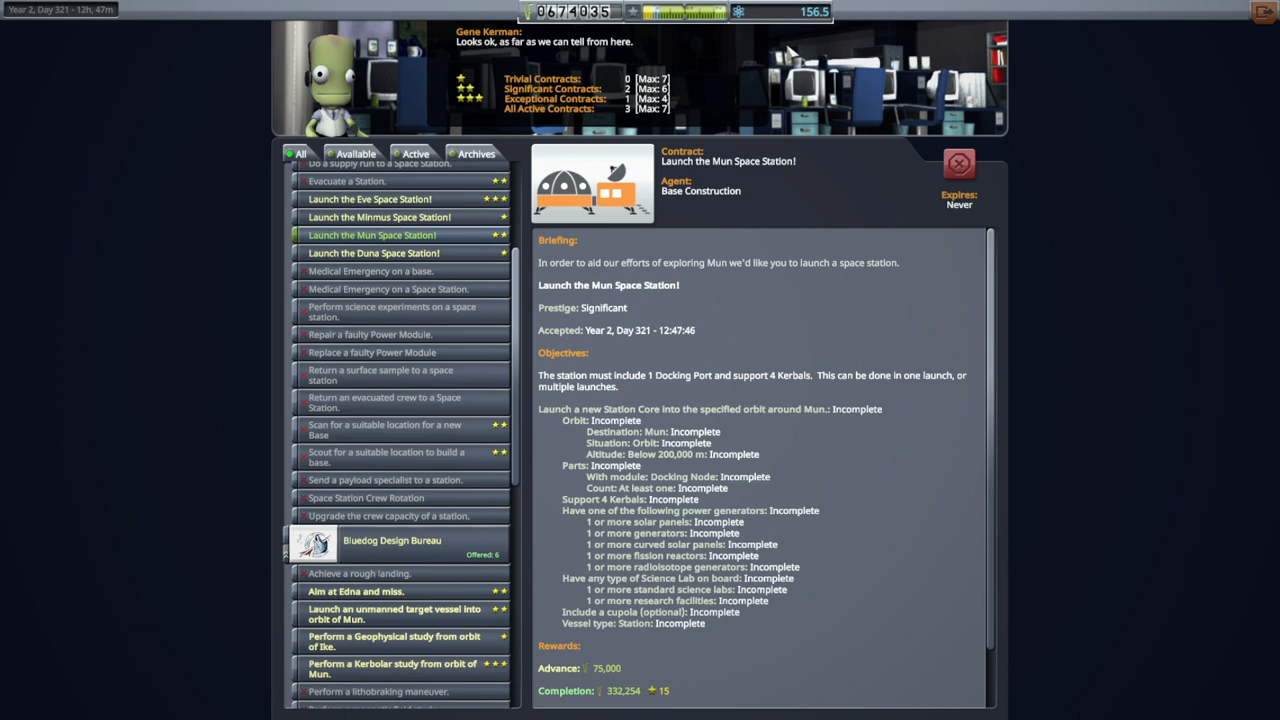 Year 2, Day 321 - 12h, 47m
0674035
156.5
Gene Kerman:
Looks ok, as far as we can tell from here.
Trivial Contracts: 0 [Max: 7]
Significant Contracts: 2 [Max: 6]
Exceptional Contracts: 1 [Max: 4]
All Active Contracts: 3 [Max: 7]
All
Available
Active
Archives
Do a supply run to a Space Station.
Evacuate a Station.
Launch the Eve Space Station!
Launch the Minmus Space Station!
Launch the Mun Space Station!
Launch the Duna Space Station!
Medical Emergency on a base.
Medical Emergency on a Space Station.
Perform science experiments on a space
station.
Repair a faulty Power Module.
Replace a faulty Power Module
Return a surface sample to a space
station
Return an evacuated crew to a Space
Station.
Scan for a suitable location for a new
Base
Scout for a suitable location to build a
base.
Send a payload specialist to a station.
Space Station Crew Rotation
Upgrade the crew capacity of a station.
Bluedog Design Bureau
Offered: 6
Achieve a rough landing.
Aim at Edna and miss.
Launch an unmanned target vessel into
orbit of Mun.
Perform a Geophysical study from orbit
of Ike.
Perform a Kerbolar study from orbit of
Mun.
Perform a lithobraking maneuver.
Contract:
Launch the Mun Space Station!
Agent:
Base Construction
Expires:
Never
Briefing:
In order to aid our efforts of exploring Mun we'd like you to launch a space station.
Launch the Mun Space Station!
Prestige: Significant
Accepted: Year 2, Day 321 - 12:47:46
Objectives:
The station must include 1 Docking Port and support 4 Kerbals. This can be done in one launch, or
multiple launches.
Launch a new Station Core into the specified orbit around Mun.: Incomplete
Orbit: Incomplete
Destination: Mun: Incomplete
Situation: Orbit: Incomplete
Altitude: Below 200,000 m: Incomplete
Parts: Incomplete
With module: Docking Node: Incomplete
Count: At least one: Incomplete
Support 4 Kerbals: Incomplete
Have one of the following power generators: Incomplete
1 or more solar panels: Incomplete
1 or more generators: Incomplete
1 or more curved solar panels: Incomplete
1 or more fission reactors: Incomplete
1 or more radioisotope generators: Incomplete
Have any type of Science Lab on board: Incomplete
1 or more standard science labs: Incomplete
1 or more research facilities: Incomplete
Include a cupola (optional): Incomplete
Vessel type: Station: Incomplete
Rewards:
Advance: 75,000
Completion: 332,254 15